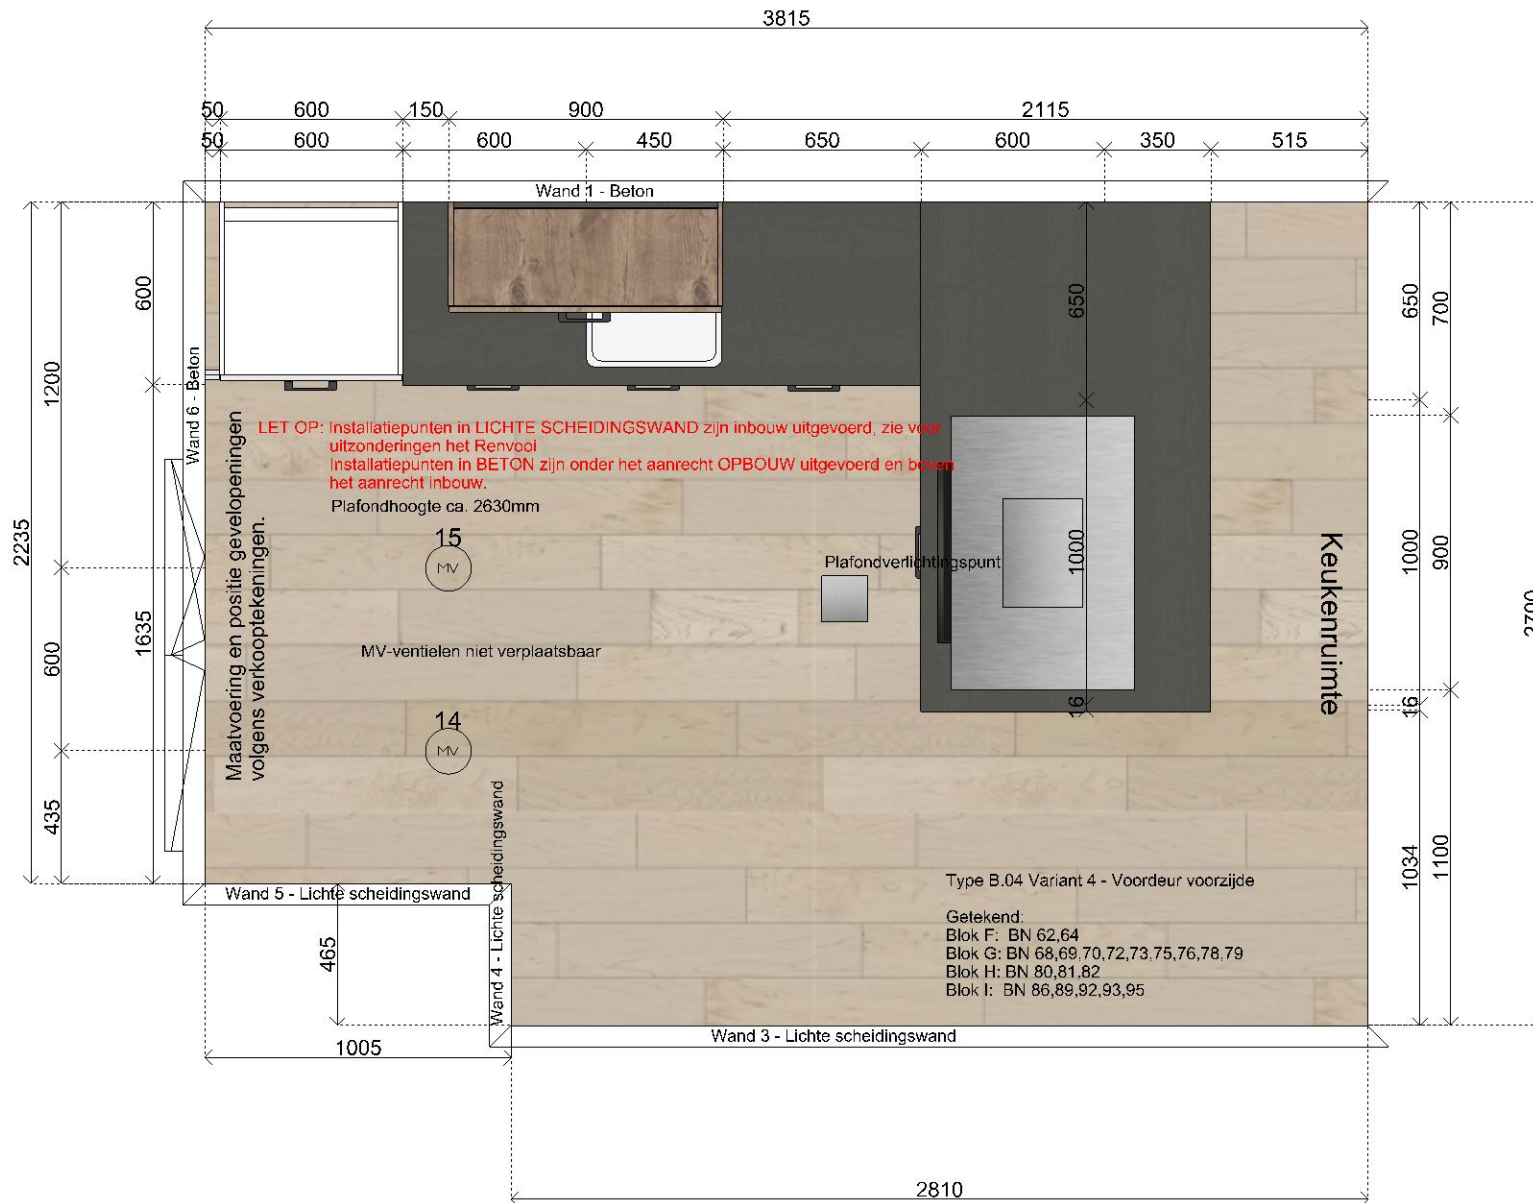 3815
50
600
150
900
2115
50
600
600
450
650
600
350
515
Wand 1 - Beton
600
1200
2235
1635
600
435
Wand 6 - Beton
650
1000
16
650
700
1000
900
16
1034
1100
2700
LET OP: Installatiepunten in LICHTE SCHEIDINGSWAND zijn inbouw uitgevoerd, zie voor
uitzonderingen het Renvooi
Installatiepunten in BETON zijn onder het aanrecht OPBOUW uitgevoerd en boven
het aanrecht inbouw.
Plafondhoogte ca. 2630mm
Maatvoering en positie gevelopeningen
volgens verkooptekeningen.
15
MV
Plafondverlichtingspunt
Keukenruimte
MV-ventielen niet verplaatsbaar
14
MV
Wand 5 - Lichte scheidingswand
Wand 4 - Lichte scheidingswand
465
Type B.04 Variant 4 - Voordeur voorzijde
Getekend:
Blok F: BN 62,64
Blok G: BN 68,69,70,72,73,75,76,78,79
Blok H: BN 80,81,82
Blok I: BN 86,89,92,93,95
Wand 3 - Lichte scheidingswand
1005
2810